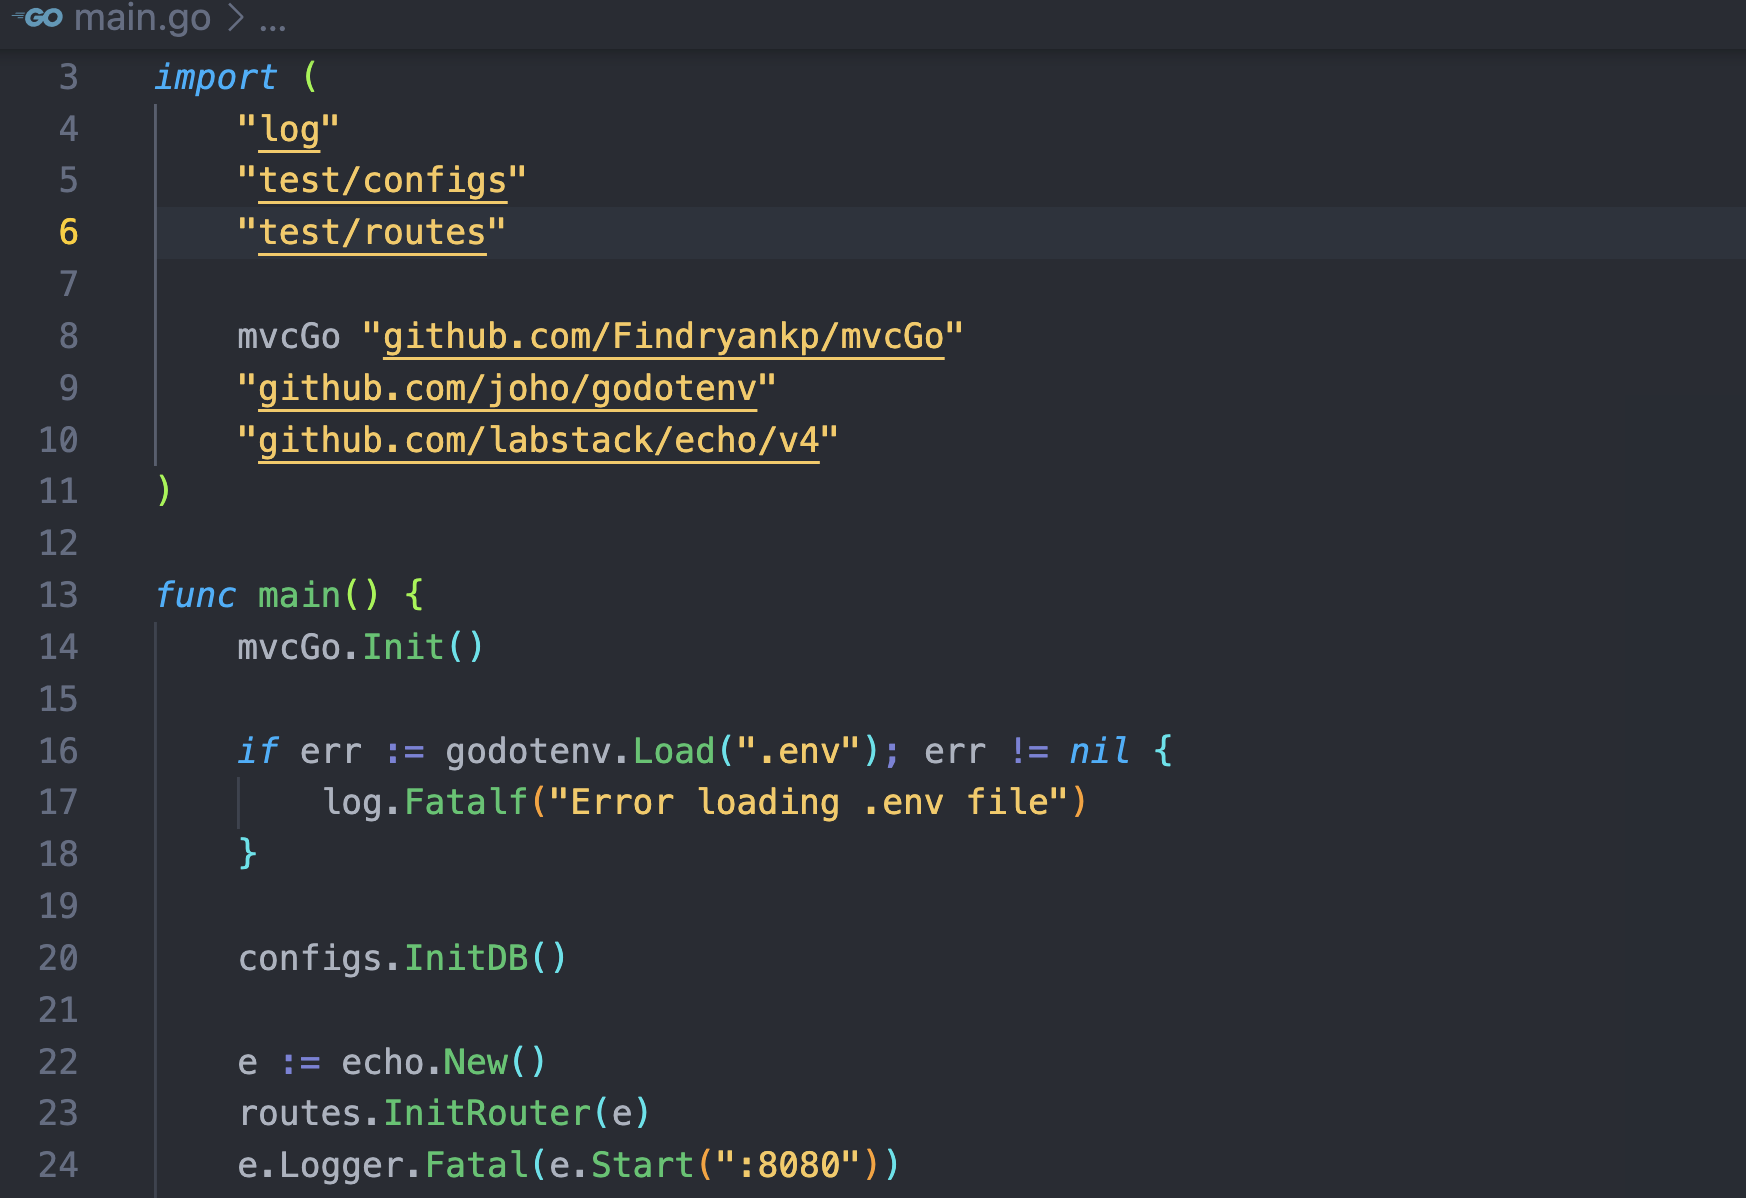 GO main.go > ...
3 import (
4 "log"
5 "test/configs"
6 "test/routes"
7
8 mvcGo "github.com/Findryankp/mvcGo"
9 "github.com/joho/godotenv"
10 "github.com/labstack/echo/v4"
11 )
12
13 func main() {
14 mvcGo.Init()
15
16 if err := godotenv.Load(".env"); err != nil {
17 log.Fatalf("Error loading .env file")
18 }
19
20 configs.InitDB()
21
22 e := echo.New()
23 routes.InitRouter(e)
24 e.Logger.Fatal(e.Start(":8080"))